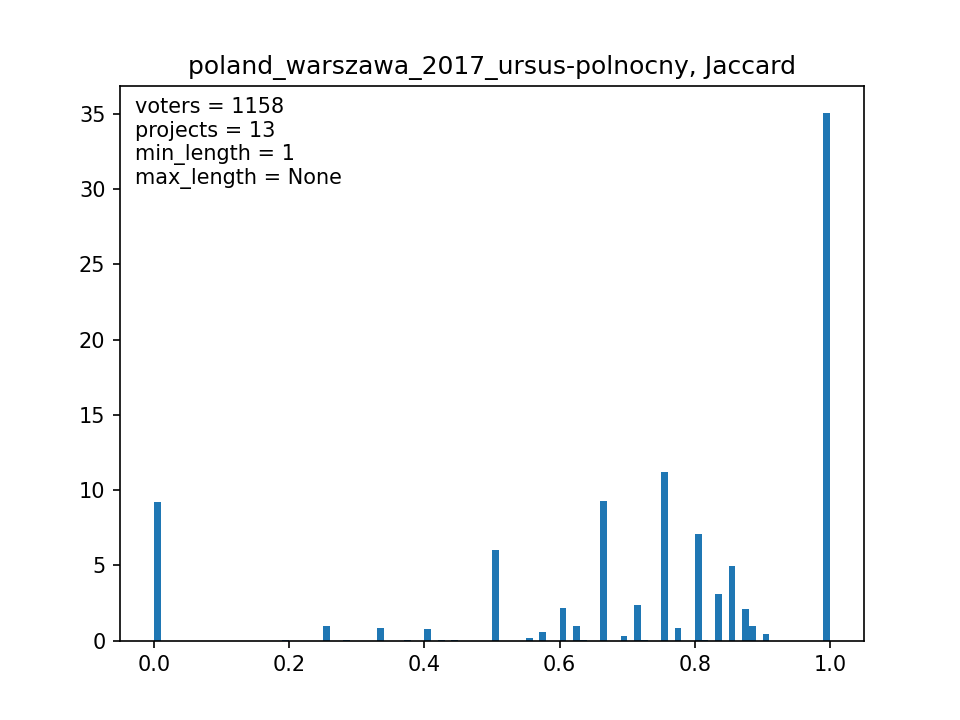 poland_warszawa_2017_ursus-polnocny, Jaccard
voters = 1158
projects = 13
min_length = 1
max_length = None
35
30
25
20
15
10
5
0
0.0 0.2 0.4 0.6 0.8 1.0